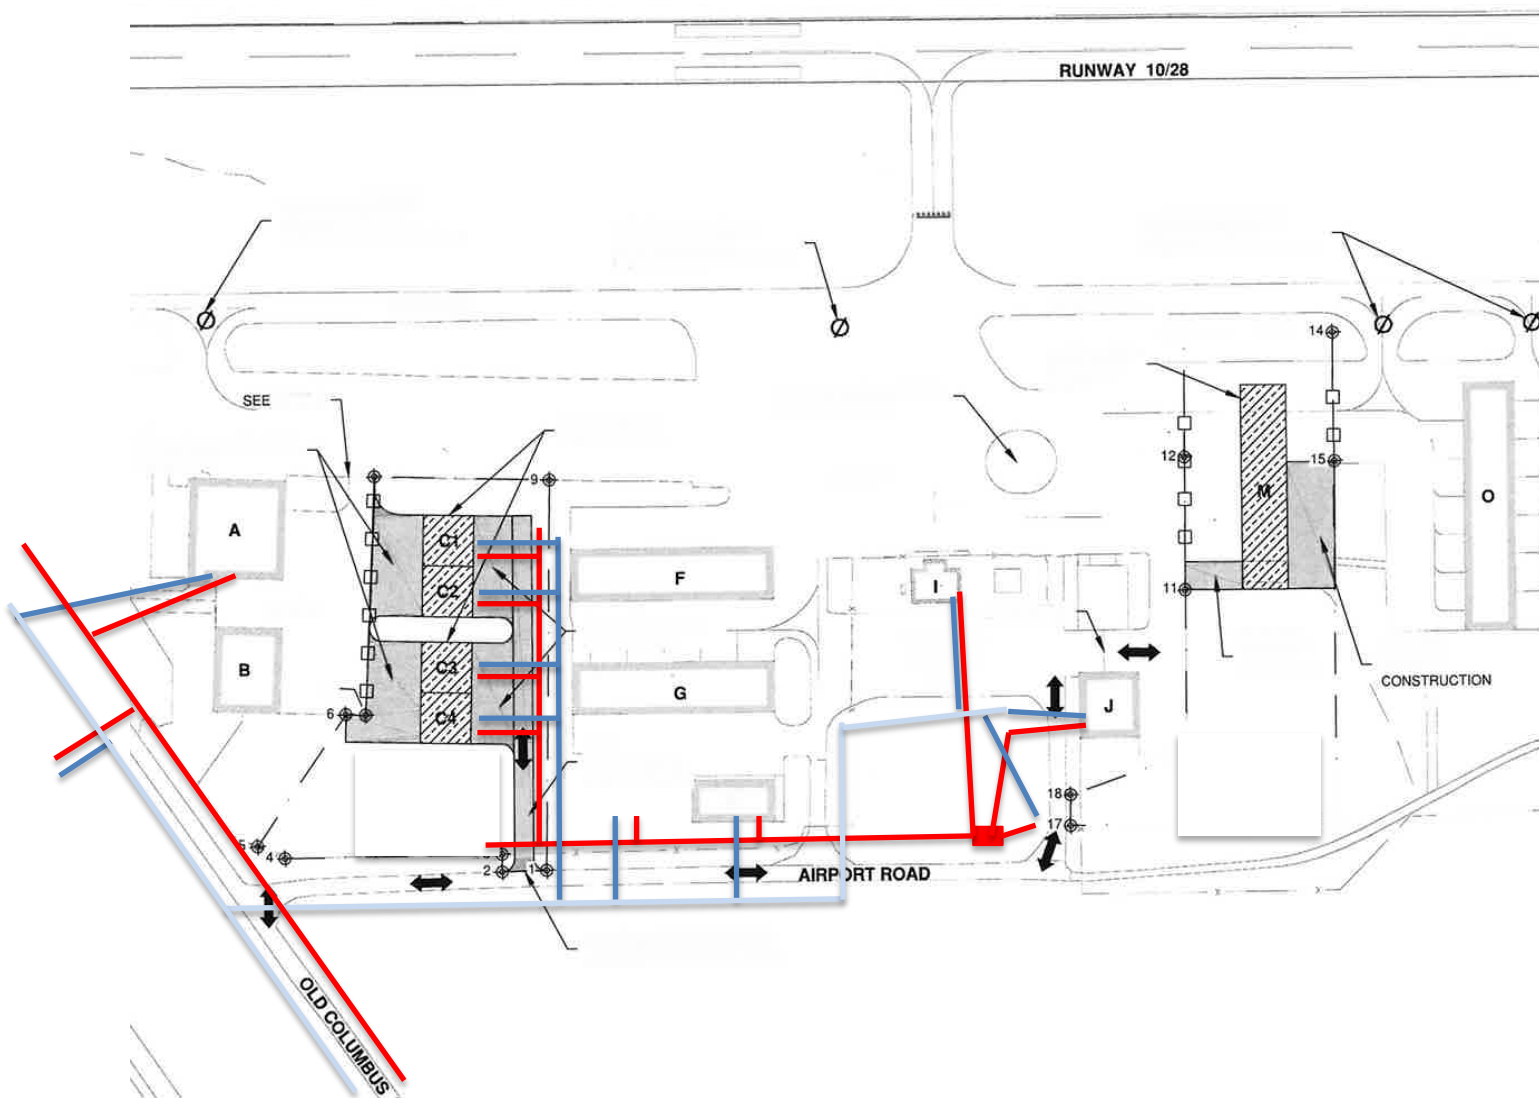 RUNWAY 10/28
14
SEE
12
15
9
M
O
A
C1
F
C2
I
11
B
C3
G
CONSTRUCTION
C4
J
6
18
17
5
4
2
1
AIRPORT ROAD
OLD COLUMBUS